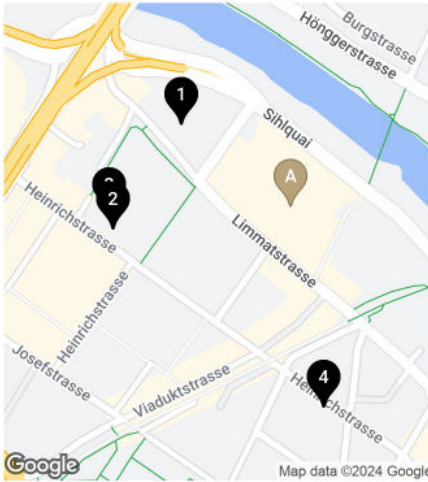 Burgstrasse
Hönggerstrasse
1
Sihlquai
A
2
Heinrichstrasse
Limmatstrasse
Heinrichstrasse
Josefstrasse
Viaduktstrasse
4
Heinrichstrasse
Google
Map data ©2024 Google